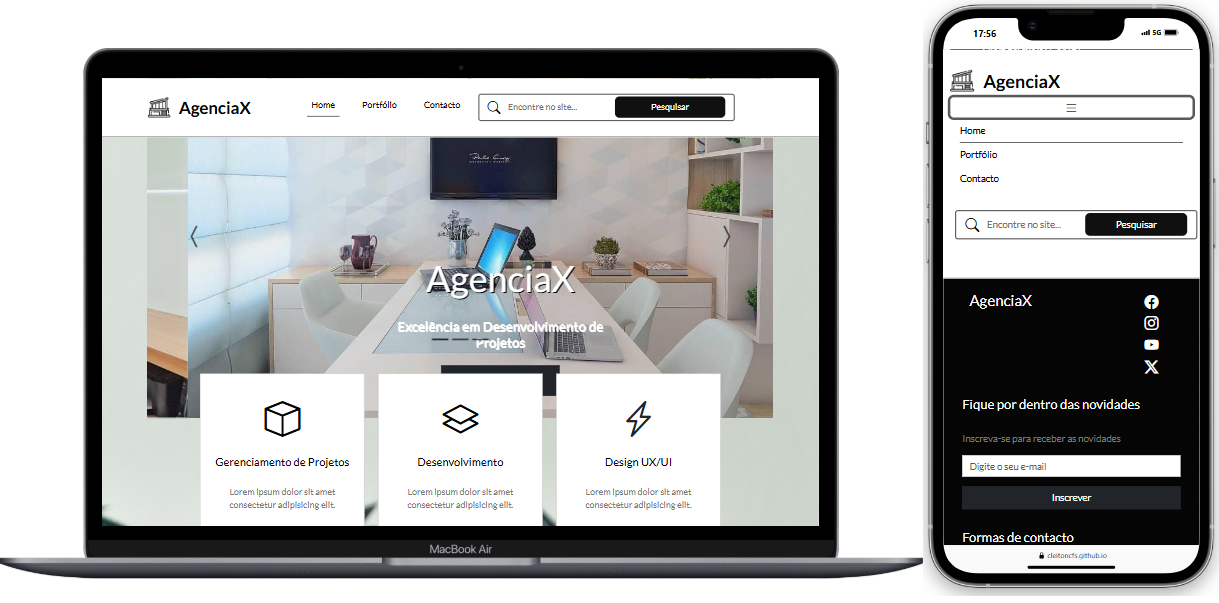 AgenciaX
Home
Portfólio
Contacto
Encontre no site...
Pesquisar
AgenciaX
Excelência em Desenvolvimento de
Projetos
Gerenciamento de Projetos
Lorem ipsum dolor sit amet
consectetur adipisicing elit.
Desenvolvimento
Lorem ipsum dolor sit amet
consectetur adipisicing elit.
Design UX/UI
Lorem ipsum dolor sit amet
consectetur adipisicing elit.
MacBook Air
17:56
5G
AgenciaX
Home
Portfólio
Contacto
Encontre no site...
Pesquisar
AgenciaX
Fique por dentro das novidades
Inscreva-se para receber as novidades
Digite o seu e-mail
Inscrever
Formas de contacto
cleitoncfs.github.io